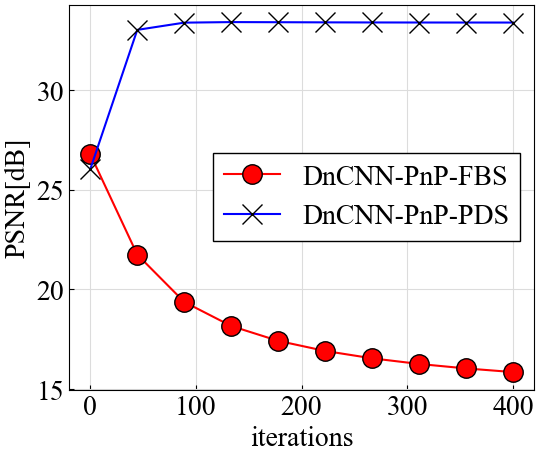 PSNR[dB]
30
25
20
15
DnCNN-PnP-FBS
DnCNN-PnP-PDS
0 100 200 300 400
iterations